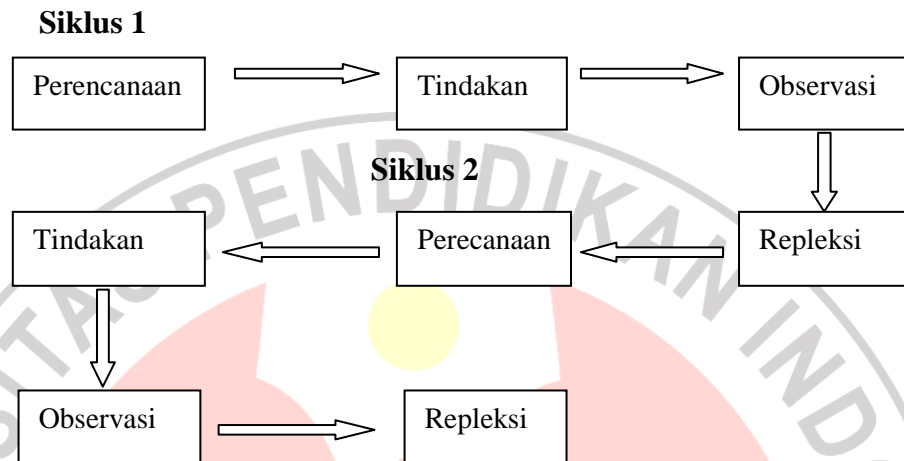 Siklus 1
Perencanaan
Tindakan
Observasi
Siklus 2
Tindakan
Perecanaan
Repleksi
Observasi
Repleksi